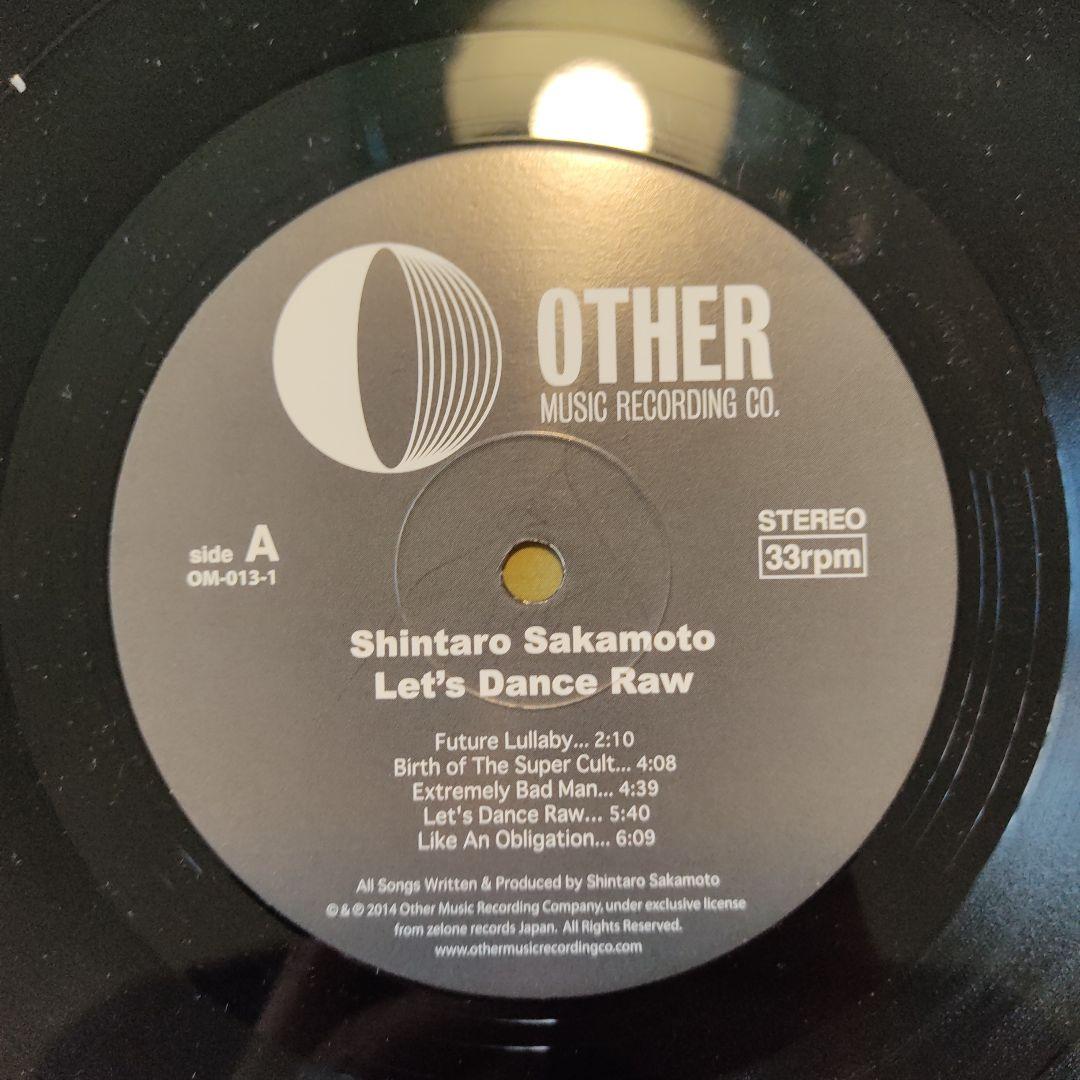 OTHER
MUSIC RECORDING CO.
STEREO
33rpm
side A
OM-013-1
Shintaro Sakamoto
Let's Dance Raw
Future Lullaby... 2:10
Birth of The Super Cult... 4:08
Extremely Bad Man... 4:39
Let's Dance Raw... 5:40
Like An Obligation... 6:09
All Songs Written & Produced by Shintaro Sakamoto
© & ℗ 2014 Other Music Recording Company, under exclusive license
from zelone records Japan. All Rights Reserved.
www.othermusicrecordingco.com